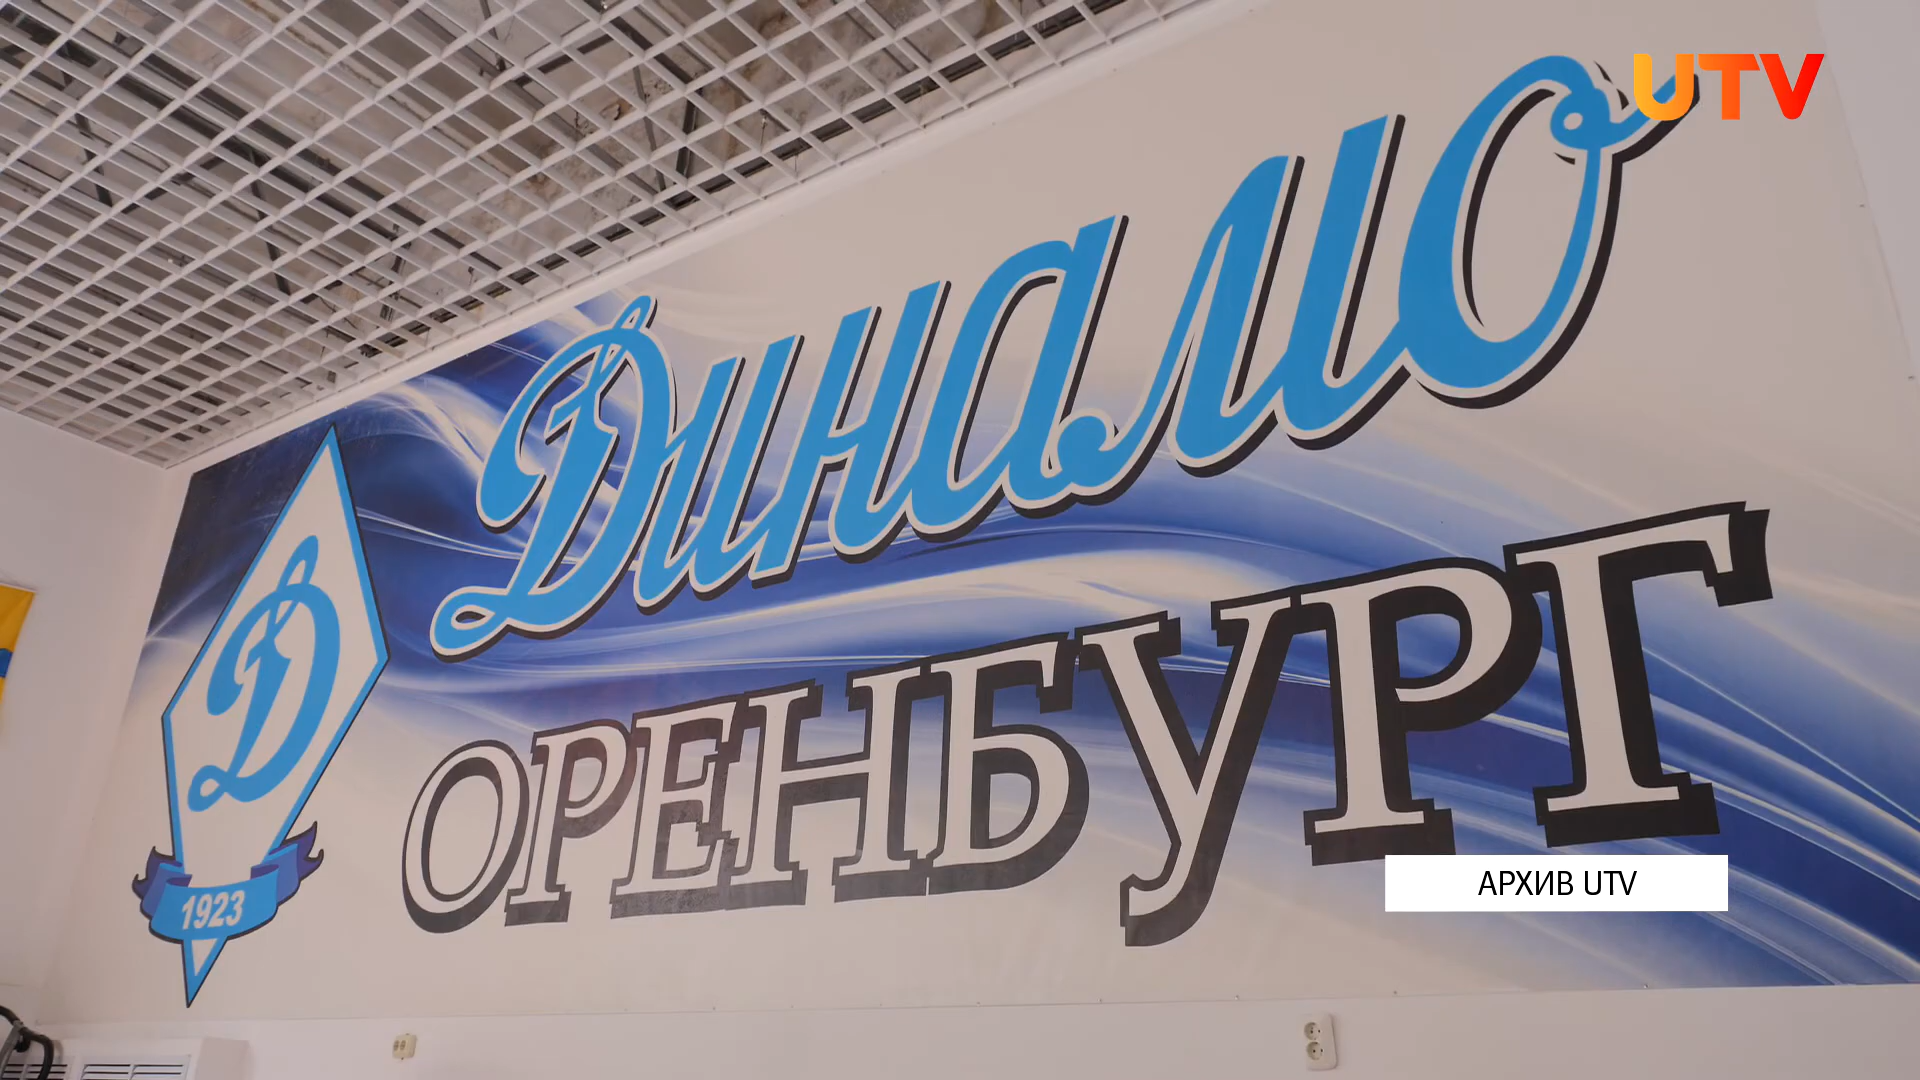 UTV
Динамо
ОРЕНБУРГ
Д
1923
АРХИВ UTV